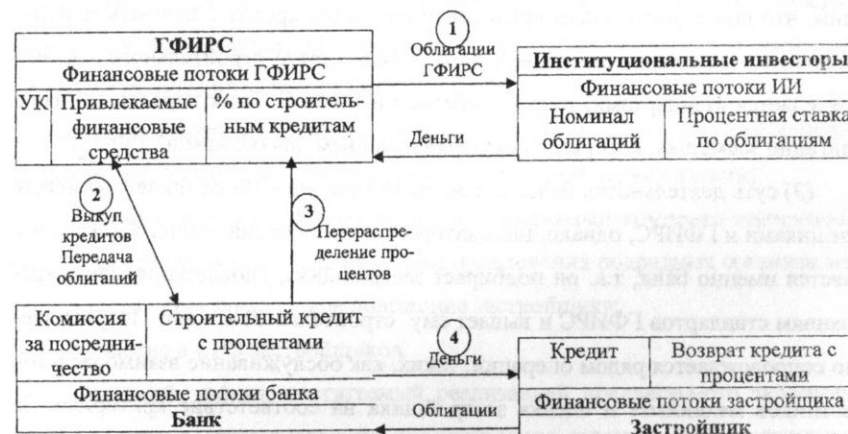 1
ГФИРС
Финансовые потоки ГФИРС
УК
Привлекаемые
финансовые
средства
% по строитель-
ным кредитам
Облигации
ГФИРС
Деньги
Институциональные инвесторы
Финансовые потоки ИИ
Номинал
облигаций
Процентная ставка
по облигациям
2
Выкуп
кредитов
Передача
облигаций
3
Перераспре-
деление про-
центов
Комиссия
за посредни-
чество
Строительный кредит
с процентами
Финансовые потоки банка
Банк
4
Деньги
Облигации
Кредит
Возврат кредита с
процентами
Финансовые потоки застройщика
Застройщик